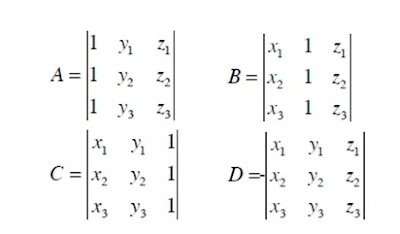 A = |1 y₁ z₁; 1 y₂ z₂; 1 y₃ z₃| B = |x₁ 1 z₁; x₂ 1 z₂; x₃ 1 z₃|
C = |x₁ y₁ 1; x₂ y₂ 1; x₃ y₃ 1| D = -|x₁ y₁ z₁; x₂ y₂ z₂; x₃ y₃ z₃|